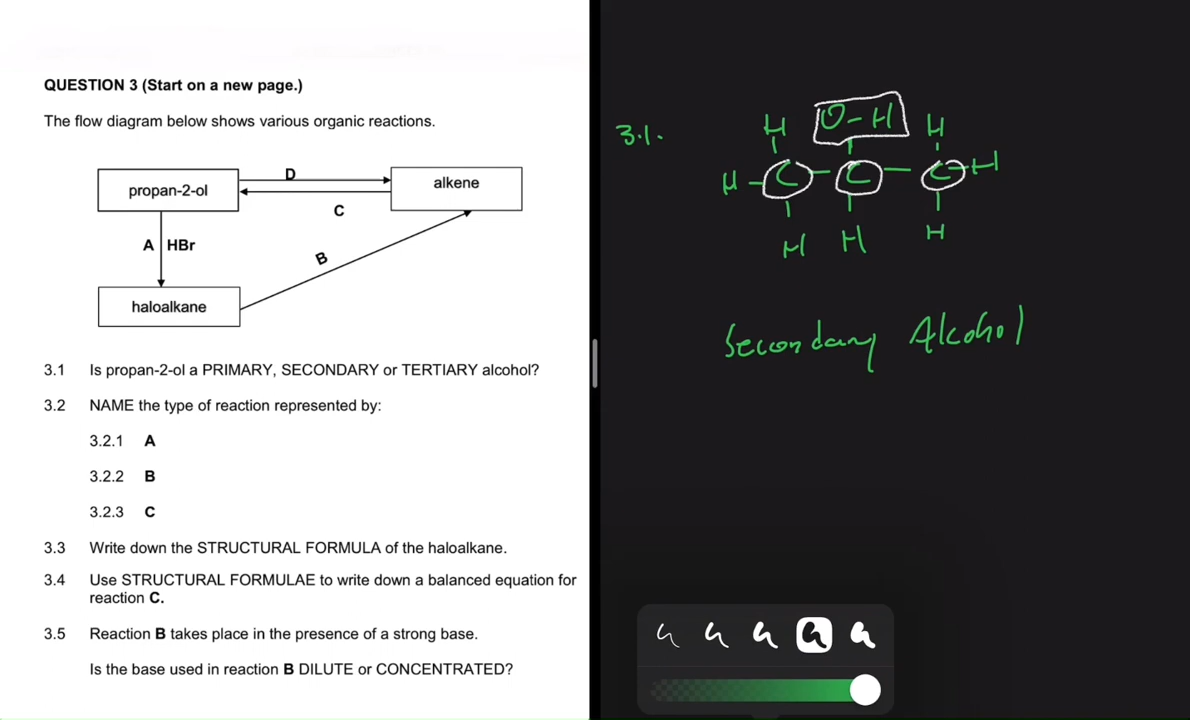 QUESTION 3 (Start on a new page.)
The flow diagram below shows various organic reactions.
D
propan-2-ol
alkene
C
A HBr
B
haloalkane
3.1 Is propan-2-ol a PRIMARY, SECONDARY or TERTIARY alcohol?
3.2 NAME the type of reaction represented by:
3.2.1 A
3.2.2 B
3.2.3 C
3.3 Write down the STRUCTURAL FORMULA of the haloalkane.
3.4 Use STRUCTURAL FORMULAE to write down a balanced equation for
reaction C.
3.5 Reaction B takes place in the presence of a strong base.
Is the base used in reaction B DILUTE or CONCENTRATED?
3.1.
H O-H H
H-C-C-C-H
H H H
Secondary Alcohol